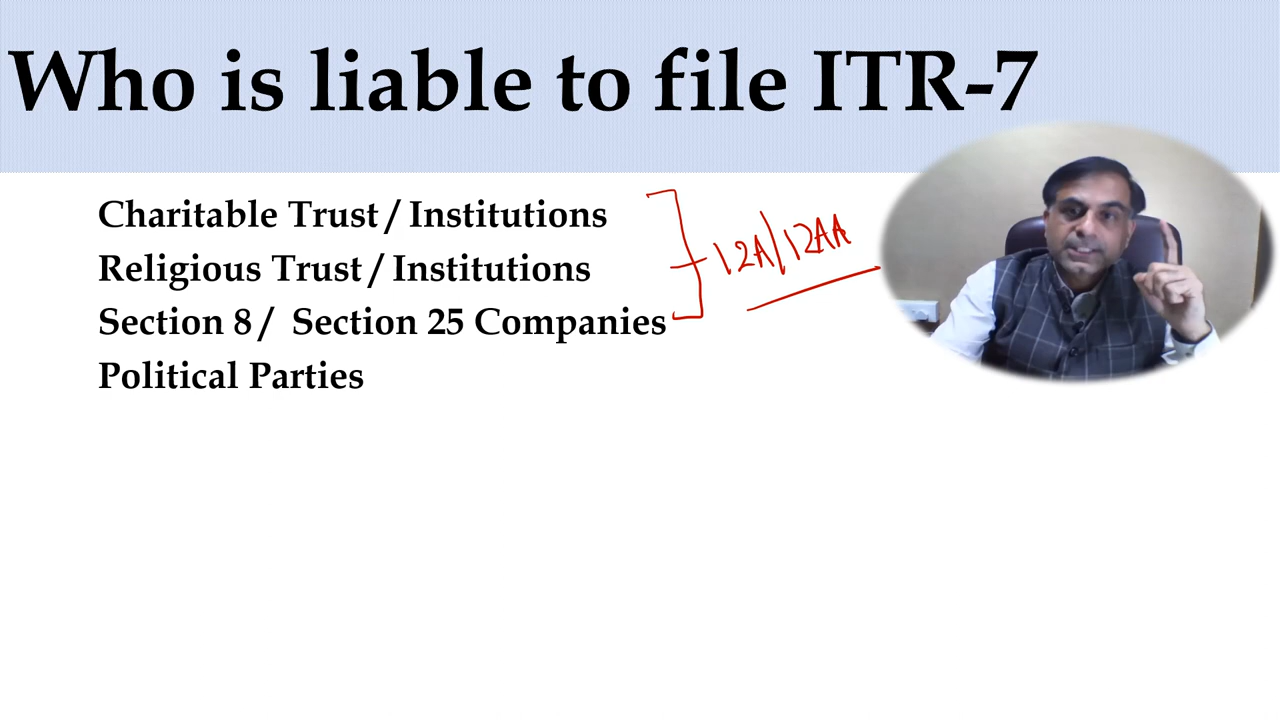 Who is liable to file ITR-7
Charitable Trust / Institutions
Religious Trust / Institutions
Section 8 / Section 25 Companies
Political Parties
12A/12AA